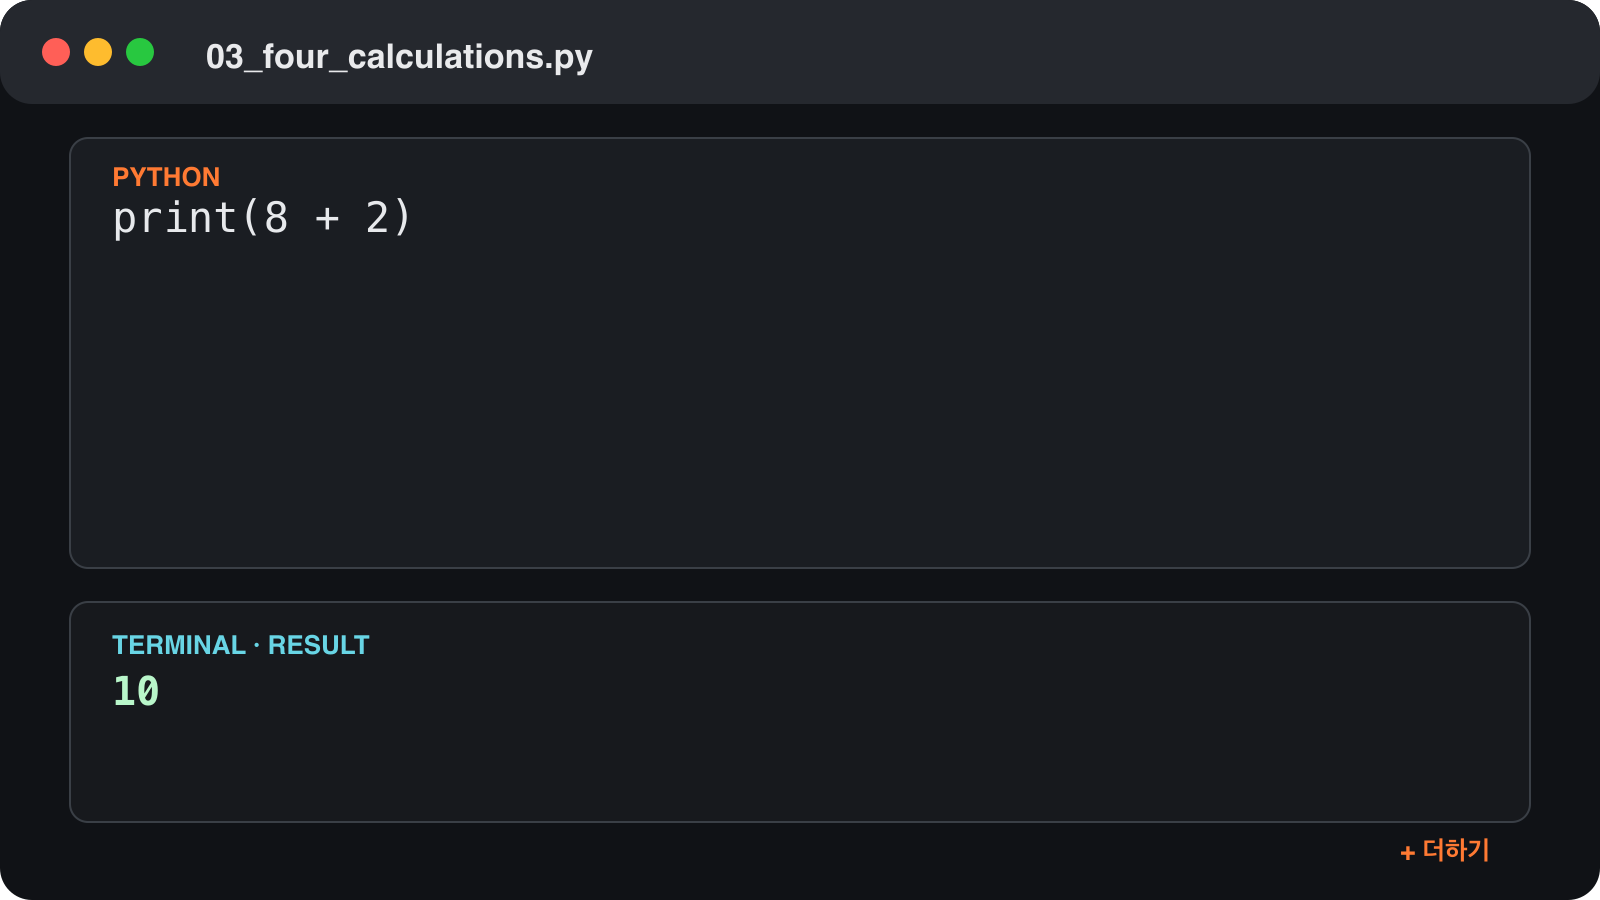 03_four_calculations.py
PYTHON
print(8 + 2)
TERMINAL · RESULT
10
+ 더하기